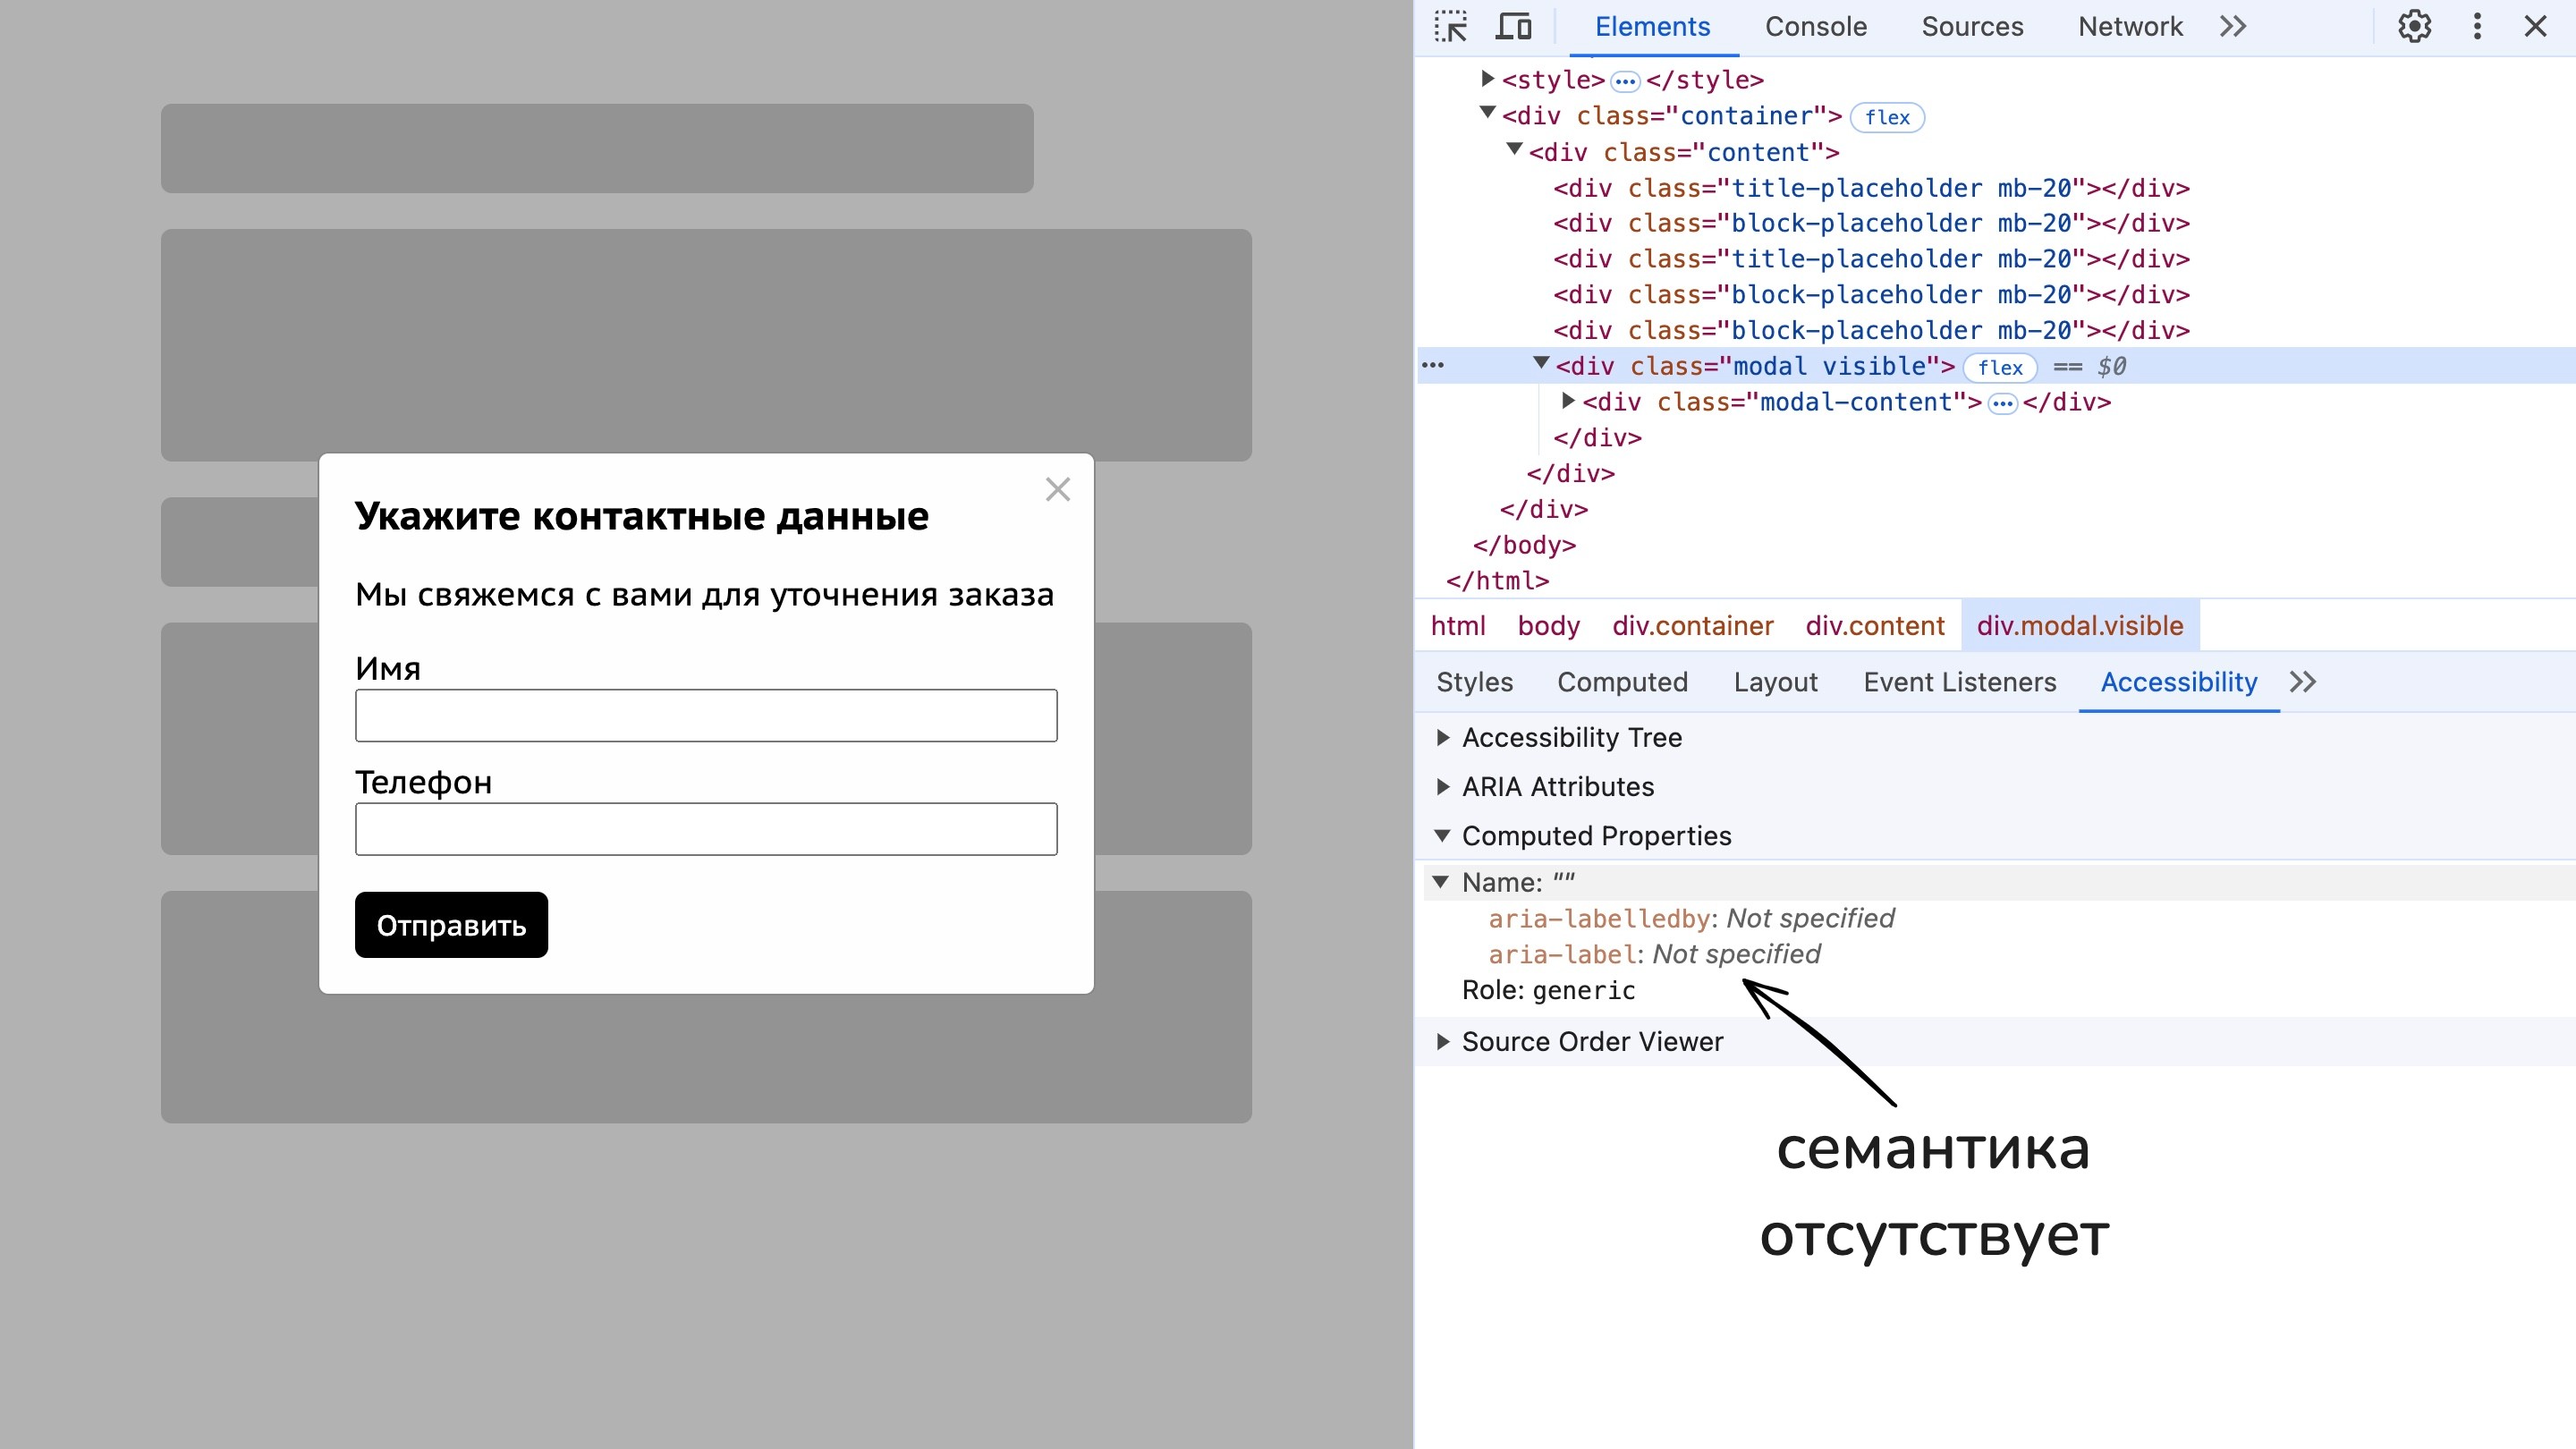 Укажите контактные данные
Мы свяжемся с вами для уточнения заказа
Имя
Телефон
Отправить
Elements Console Sources Network
<style> ••• </style>
<div class="container"> flex
<div class="content">
<div class="title-placeholder mb-20"></div>
<div class="block-placeholder mb-20"></div>
<div class="title-placeholder mb-20"></div>
<div class="block-placeholder mb-20"></div>
<div class="block-placeholder mb-20"></div>
••• <div class="modal visible"> flex == $0
<div class="modal-content"> ••• </div>
</div>
</div>
</div>
</body>
</html>
html body div.container div.content div.modal.visible
Styles Computed Layout Event Listeners Accessibility
Accessibility Tree
ARIA Attributes
Computed Properties
Name: ""
aria-labelledby: Not specified
aria-label: Not specified
Role: generic
Source Order Viewer
семантика
отсутствует